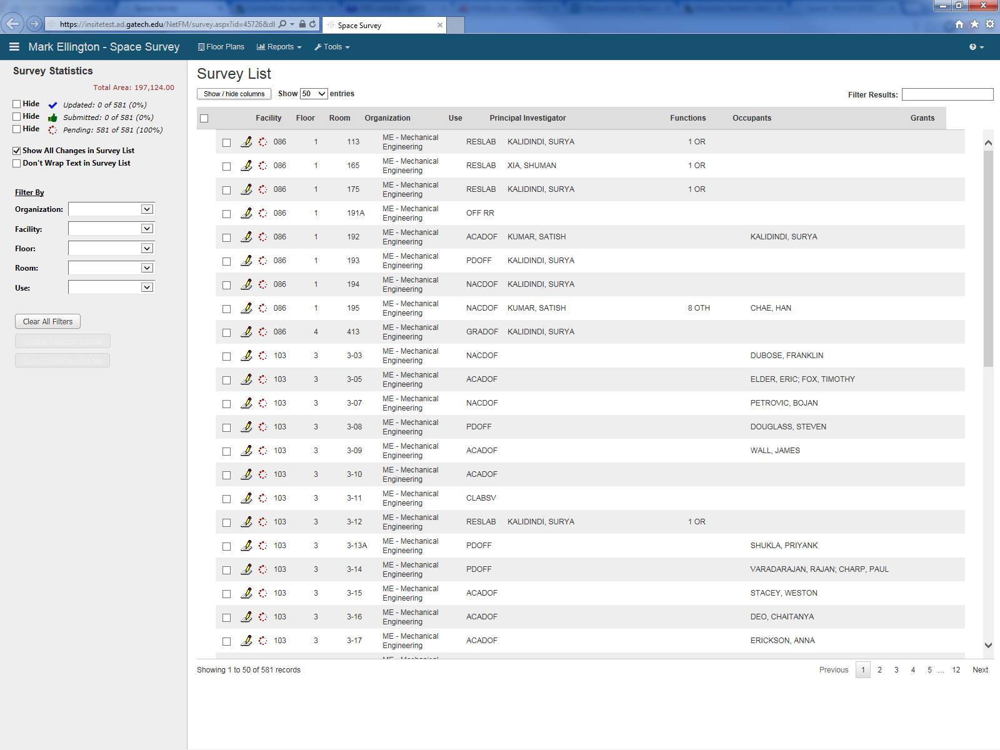 Space Survey
https://insitetest.ad.gatech.edu/NetFM/survey.aspx?id=45726&dl
Space Survey
Mark Ellington - Space Survey Floor Plans Reports Tools
Survey Statistics
Total Area: 197,124.00
Hide Updated: 0 of 581 (0%)
Hide Submitted: 0 of 581 (0%)
Hide Pending: 581 of 581 (100%)
Show All Changes in Survey List
Don't Wrap Text in Survey List
Filter By
Organization:
Facility:
Floor:
Room:
Use:
Clear All Filters
Update Selected Spaces
Submit Selected Spaces
Survey List
Show / hide columns Show 50 entries
Filter Results:
Facility Floor Room Organization Use Principal Investigator Functions Occupants Grants
086 1 113 ME - Mechanical Engineering RESLAB KALIDINDI, SURYA 1 OR
086 1 165 ME - Mechanical Engineering RESLAB XIA, SHUMAN 1 OR
086 1 175 ME - Mechanical Engineering RESLAB KALIDINDI, SURYA 1 OR
086 1 191A ME - Mechanical Engineering OFF RR
086 1 192 ME - Mechanical Engineering ACADOF KUMAR, SATISH KALIDINDI, SURYA
086 1 193 ME - Mechanical Engineering PDOFF KALIDINDI, SURYA
086 1 194 ME - Mechanical Engineering NACDOF KALIDINDI, SURYA
086 1 195 ME - Mechanical Engineering NACDOF KUMAR, SATISH 8 OTH CHAE, HAN
086 4 413 ME - Mechanical Engineering GRADOF KALIDINDI, SURYA
103 3 3-03 ME - Mechanical Engineering NACDOF DUBOSE, FRANKLIN
103 3 3-05 ME - Mechanical Engineering ACADOF ELDER, ERIC; FOX, TIMOTHY
103 3 3-07 ME - Mechanical Engineering NACDOF PETROVIC, BOJAN
103 3 3-08 ME - Mechanical Engineering PDOFF DOUGLASS, STEVEN
103 3 3-09 ME - Mechanical Engineering ACADOF WALL, JAMES
103 3 3-10 ME - Mechanical Engineering ACADOF
103 3 3-11 ME - Mechanical Engineering CLABSV
103 3 3-12 ME - Mechanical Engineering RESLAB KALIDINDI, SURYA 1 OR
103 3 3-13A ME - Mechanical Engineering PDOFF SHUKLA, PRIYANK
103 3 3-14 ME - Mechanical Engineering PDOFF VARADARAJAN, RAJAN; CHARP, PAUL
103 3 3-15 ME - Mechanical Engineering ACADOF STACEY, WESTON
103 3 3-16 ME - Mechanical Engineering ACADOF DEO, CHAITANYA
103 3 3-17 ME - Mechanical Engineering ACADOF ERICKSON, ANNA
ME - Mechanical
Showing 1 to 50 of 581 records
Previous 1 2 3 4 5 ... 12 Next